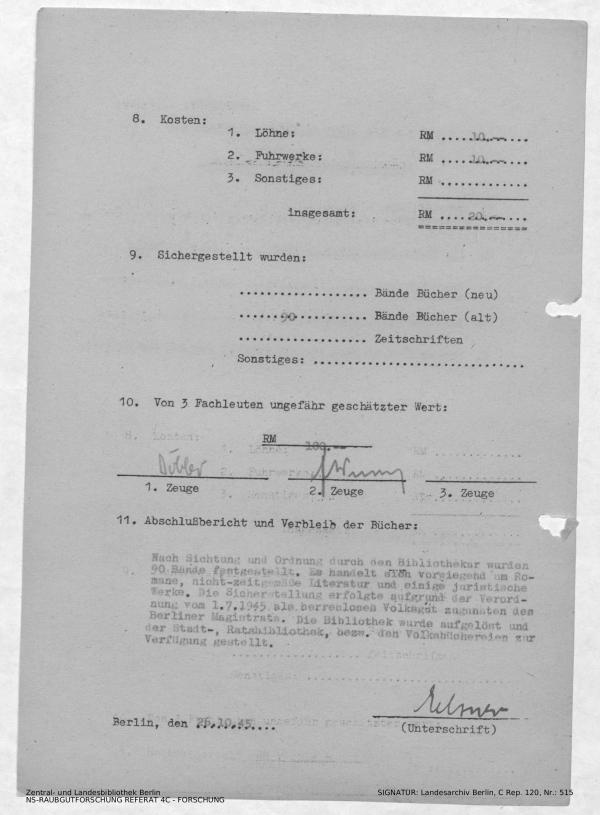 8. Kosten:
1. Löhne: RM ....10.--....
2. Fuhrwerke: RM ....10.--....
3. Sonstiges: RM ............
insgesamt: RM ....20.--....
9. Sichergestellt wurden:
................... Bände Bücher (neu)
......90.......... Bände Bücher (alt)
................... Zeitschriften
Sonstiges: ...............................
10. Von 3 Fachleuten ungefähr geschätzter Wert:
RM 100.--
Döbler
1. Zeuge 2. Zeuge 3. Zeuge
11. Abschlußbericht und Verbleib der Bücher:
Nach Sichtung und Ordnung durch den Bibliothekar wurden
90 Bände festgestellt. Es handelt sich vorwiegend um Ro-
mane, nicht-zeitgemäße Literatur und einige juristische
Werke. Die Sicherstellung erfolgte aufgrund der Verord-
nung vom 1.7.1945 als herrenloses Volksgut zugunsten des
Berliner Magistrats. Die Bibliothek wurde aufgelöst und
der Stadt-, Ratsbibliothek, bezw. den Volksbüchereien zur
Verfügung gestellt.
Elsner
Berlin, den 26.10.45....
(Unterschrift)
Zentral- und Landesbibliothek Berlin
NS-RAUBGUTFORSCHUNG REFERAT 4C - FORSCHUNG
SIGNATUR: Landesarchiv Berlin, C Rep. 120, Nr.: 515